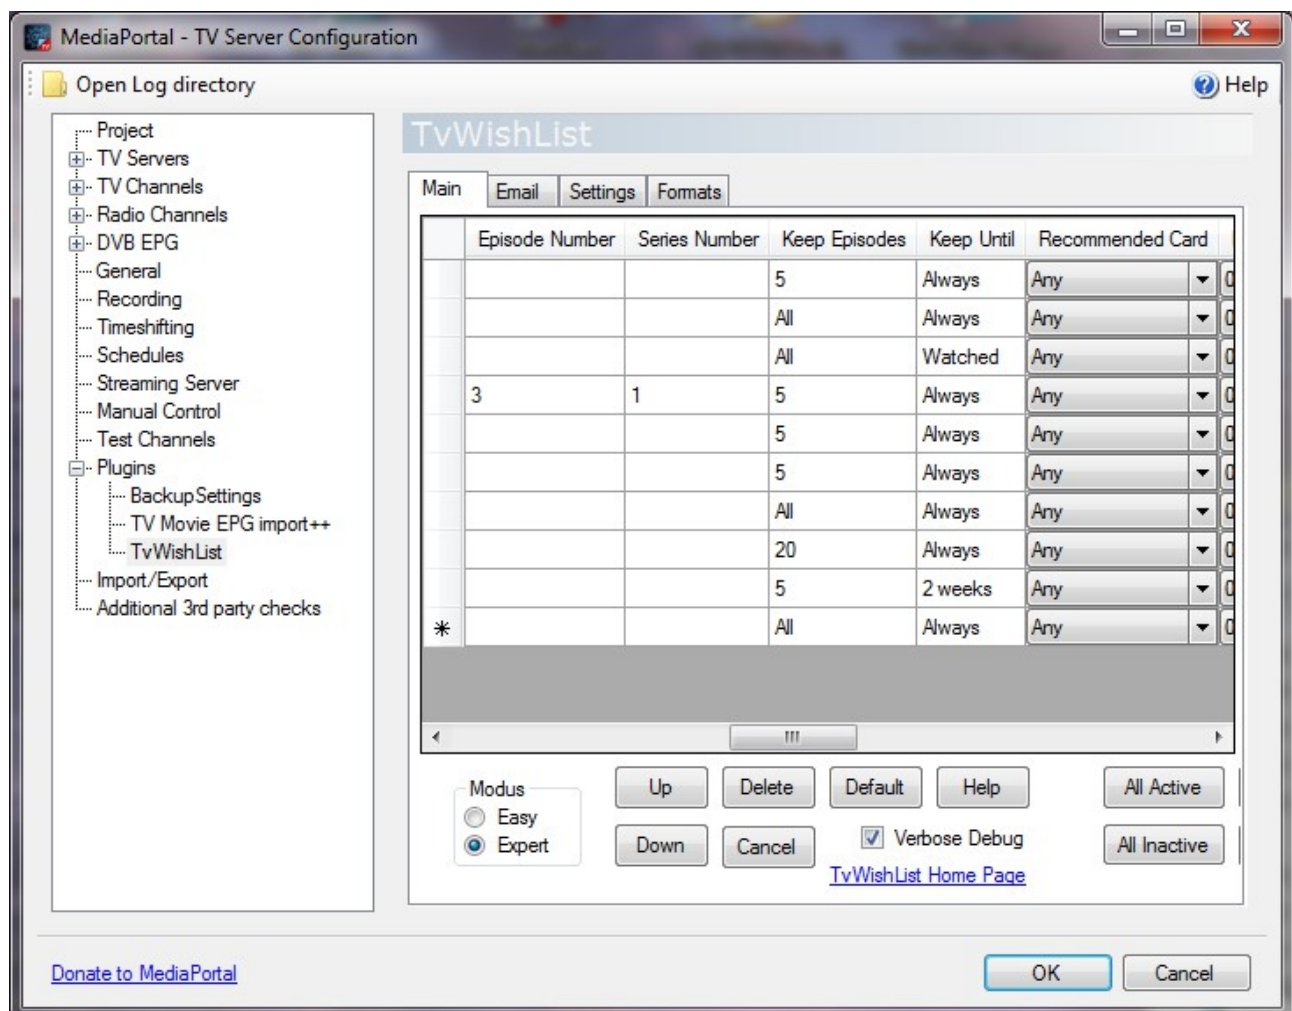 MediaPortal - TV Server Configuration
Open Log directory
Help
Project
TV Servers
TV Channels
Radio Channels
DVB EPG
General
Recording
Timeshifting
Schedules
Streaming Server
Manual Control
Test Channels
Plugins
BackupSettings
TV Movie EPG import++
TvWishList
Import/Export
Additional 3rd party checks
TvWishList
Main Email Settings Formats
Episode Number Series Number Keep Episodes Keep Until Recommended Card
5 Always Any
All Always Any
All Watched Any
3 1 5 Always Any
5 Always Any
5 Always Any
All Always Any
20 Always Any
5 2 weeks Any
* All Always Any
Modus
Easy
Expert
Up Delete Default Help All Active
Down Cancel Verbose Debug All Inactive
TvWishList Home Page
Donate to MediaPortal
OK Cancel